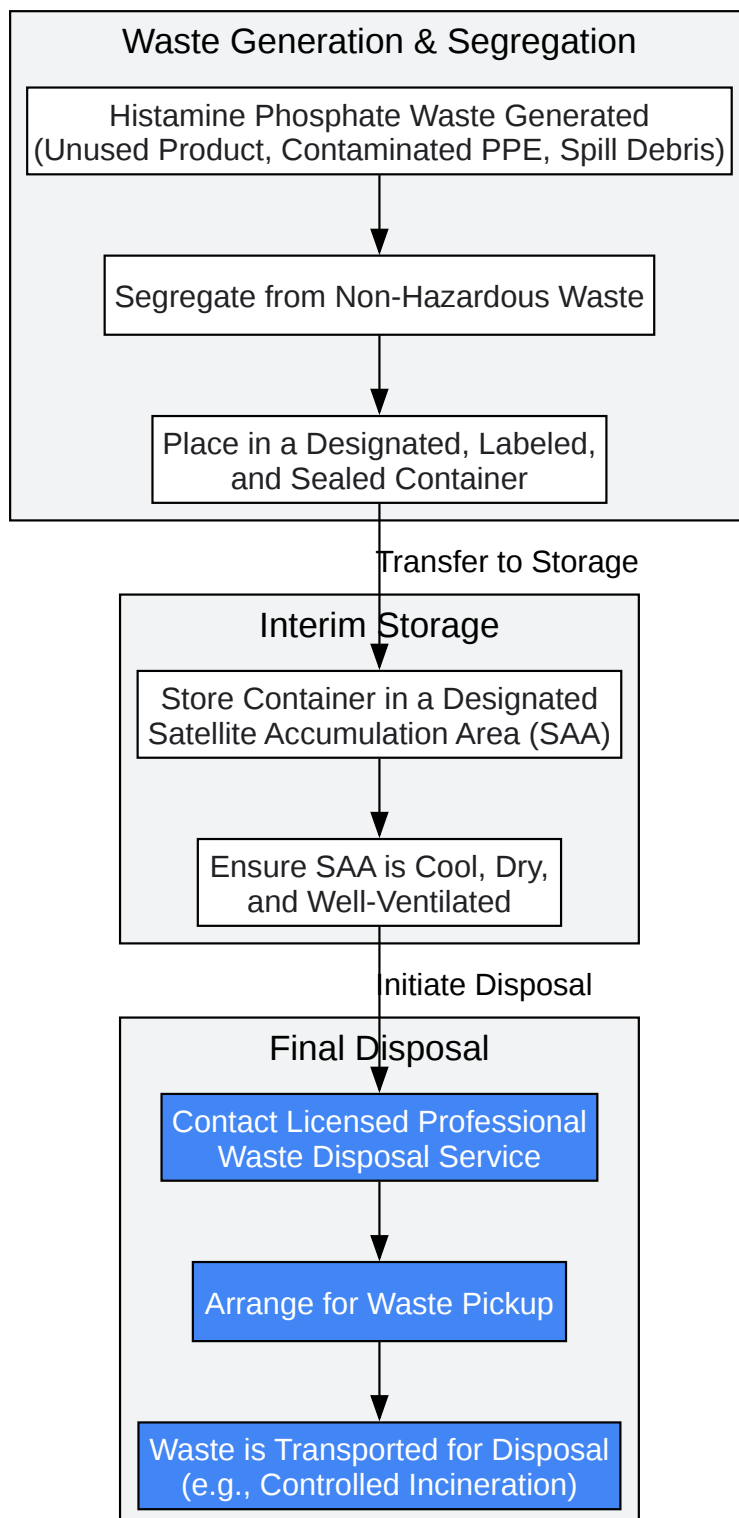 Waste Generation & Segregation
Histamine Phosphate Waste Generated
(Unused Product, Contaminated PPE, Spill Debris)
Segregate from Non-Hazardous Waste
Place in a Designated, Labeled,
and Sealed Container
Transfer to Storage
Interim Storage
Store Container in a Designated
Satellite Accumulation Area (SAA)
Ensure SAA is Cool, Dry,
and Well-Ventilated
Initiate Disposal
Final Disposal
Contact Licensed Professional
Waste Disposal Service
Arrange for Waste Pickup
Waste is Transported for Disposal
(e.g., Controlled Incineration)